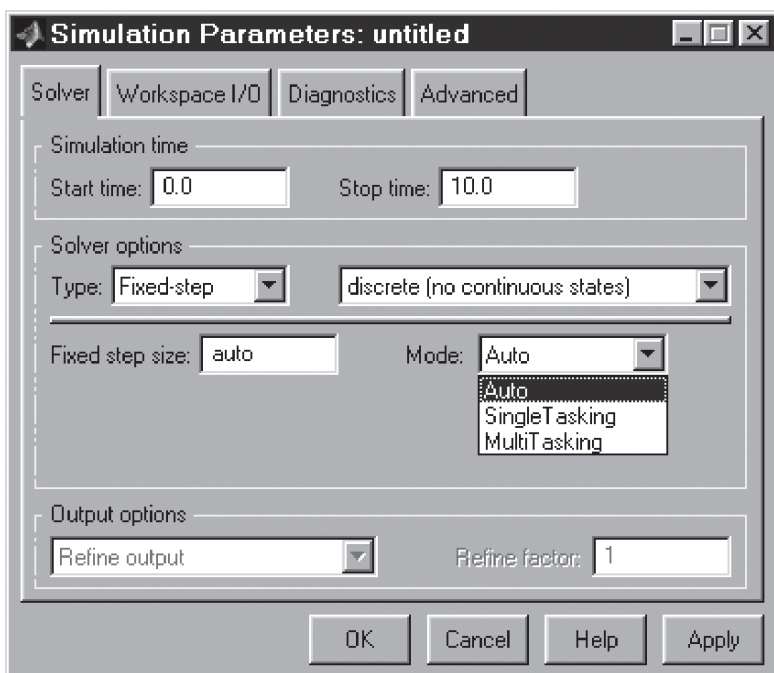 Simulation Parameters: untitled
Solver Workspace I/O Diagnostics Advanced
Simulation time
Start time: 0.0 Stop time: 10.0
Solver options
Type: Fixed-step discrete (no continuous states)
Fixed step size: auto Mode: Auto
Auto
SingleTasking
MultiTasking
Output options
Refine output Refine factor: 1
OK Cancel Help Apply